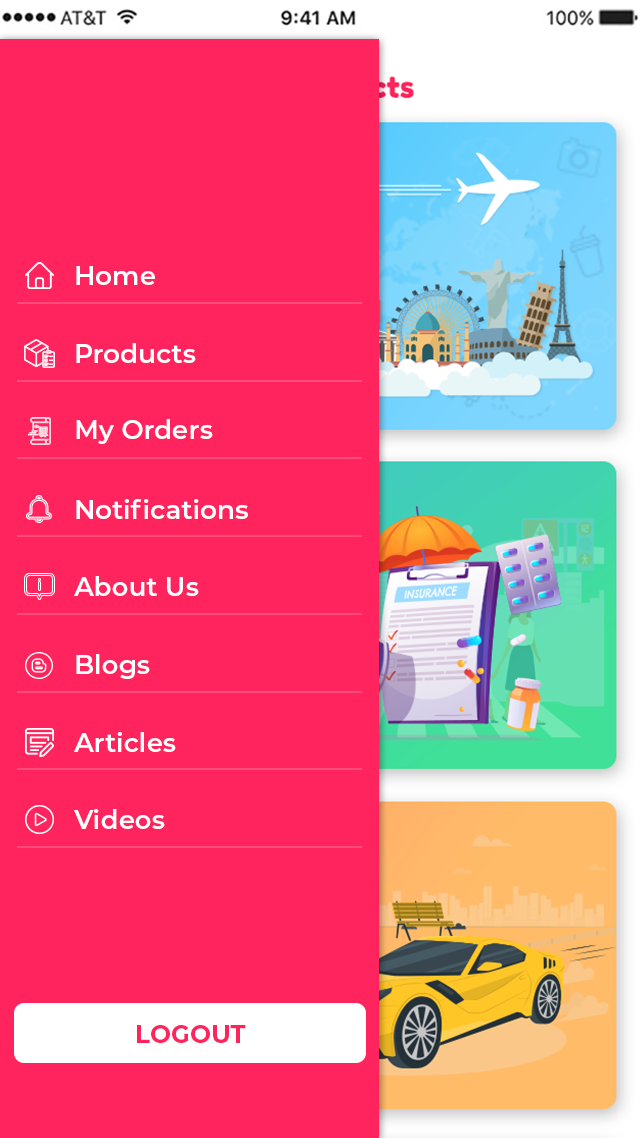 AT&T 9:41 AM 100%
cts
Home
Products
My Orders
Notifications
About Us
Blogs
Articles
Videos
LOGOUT
INSURANCE